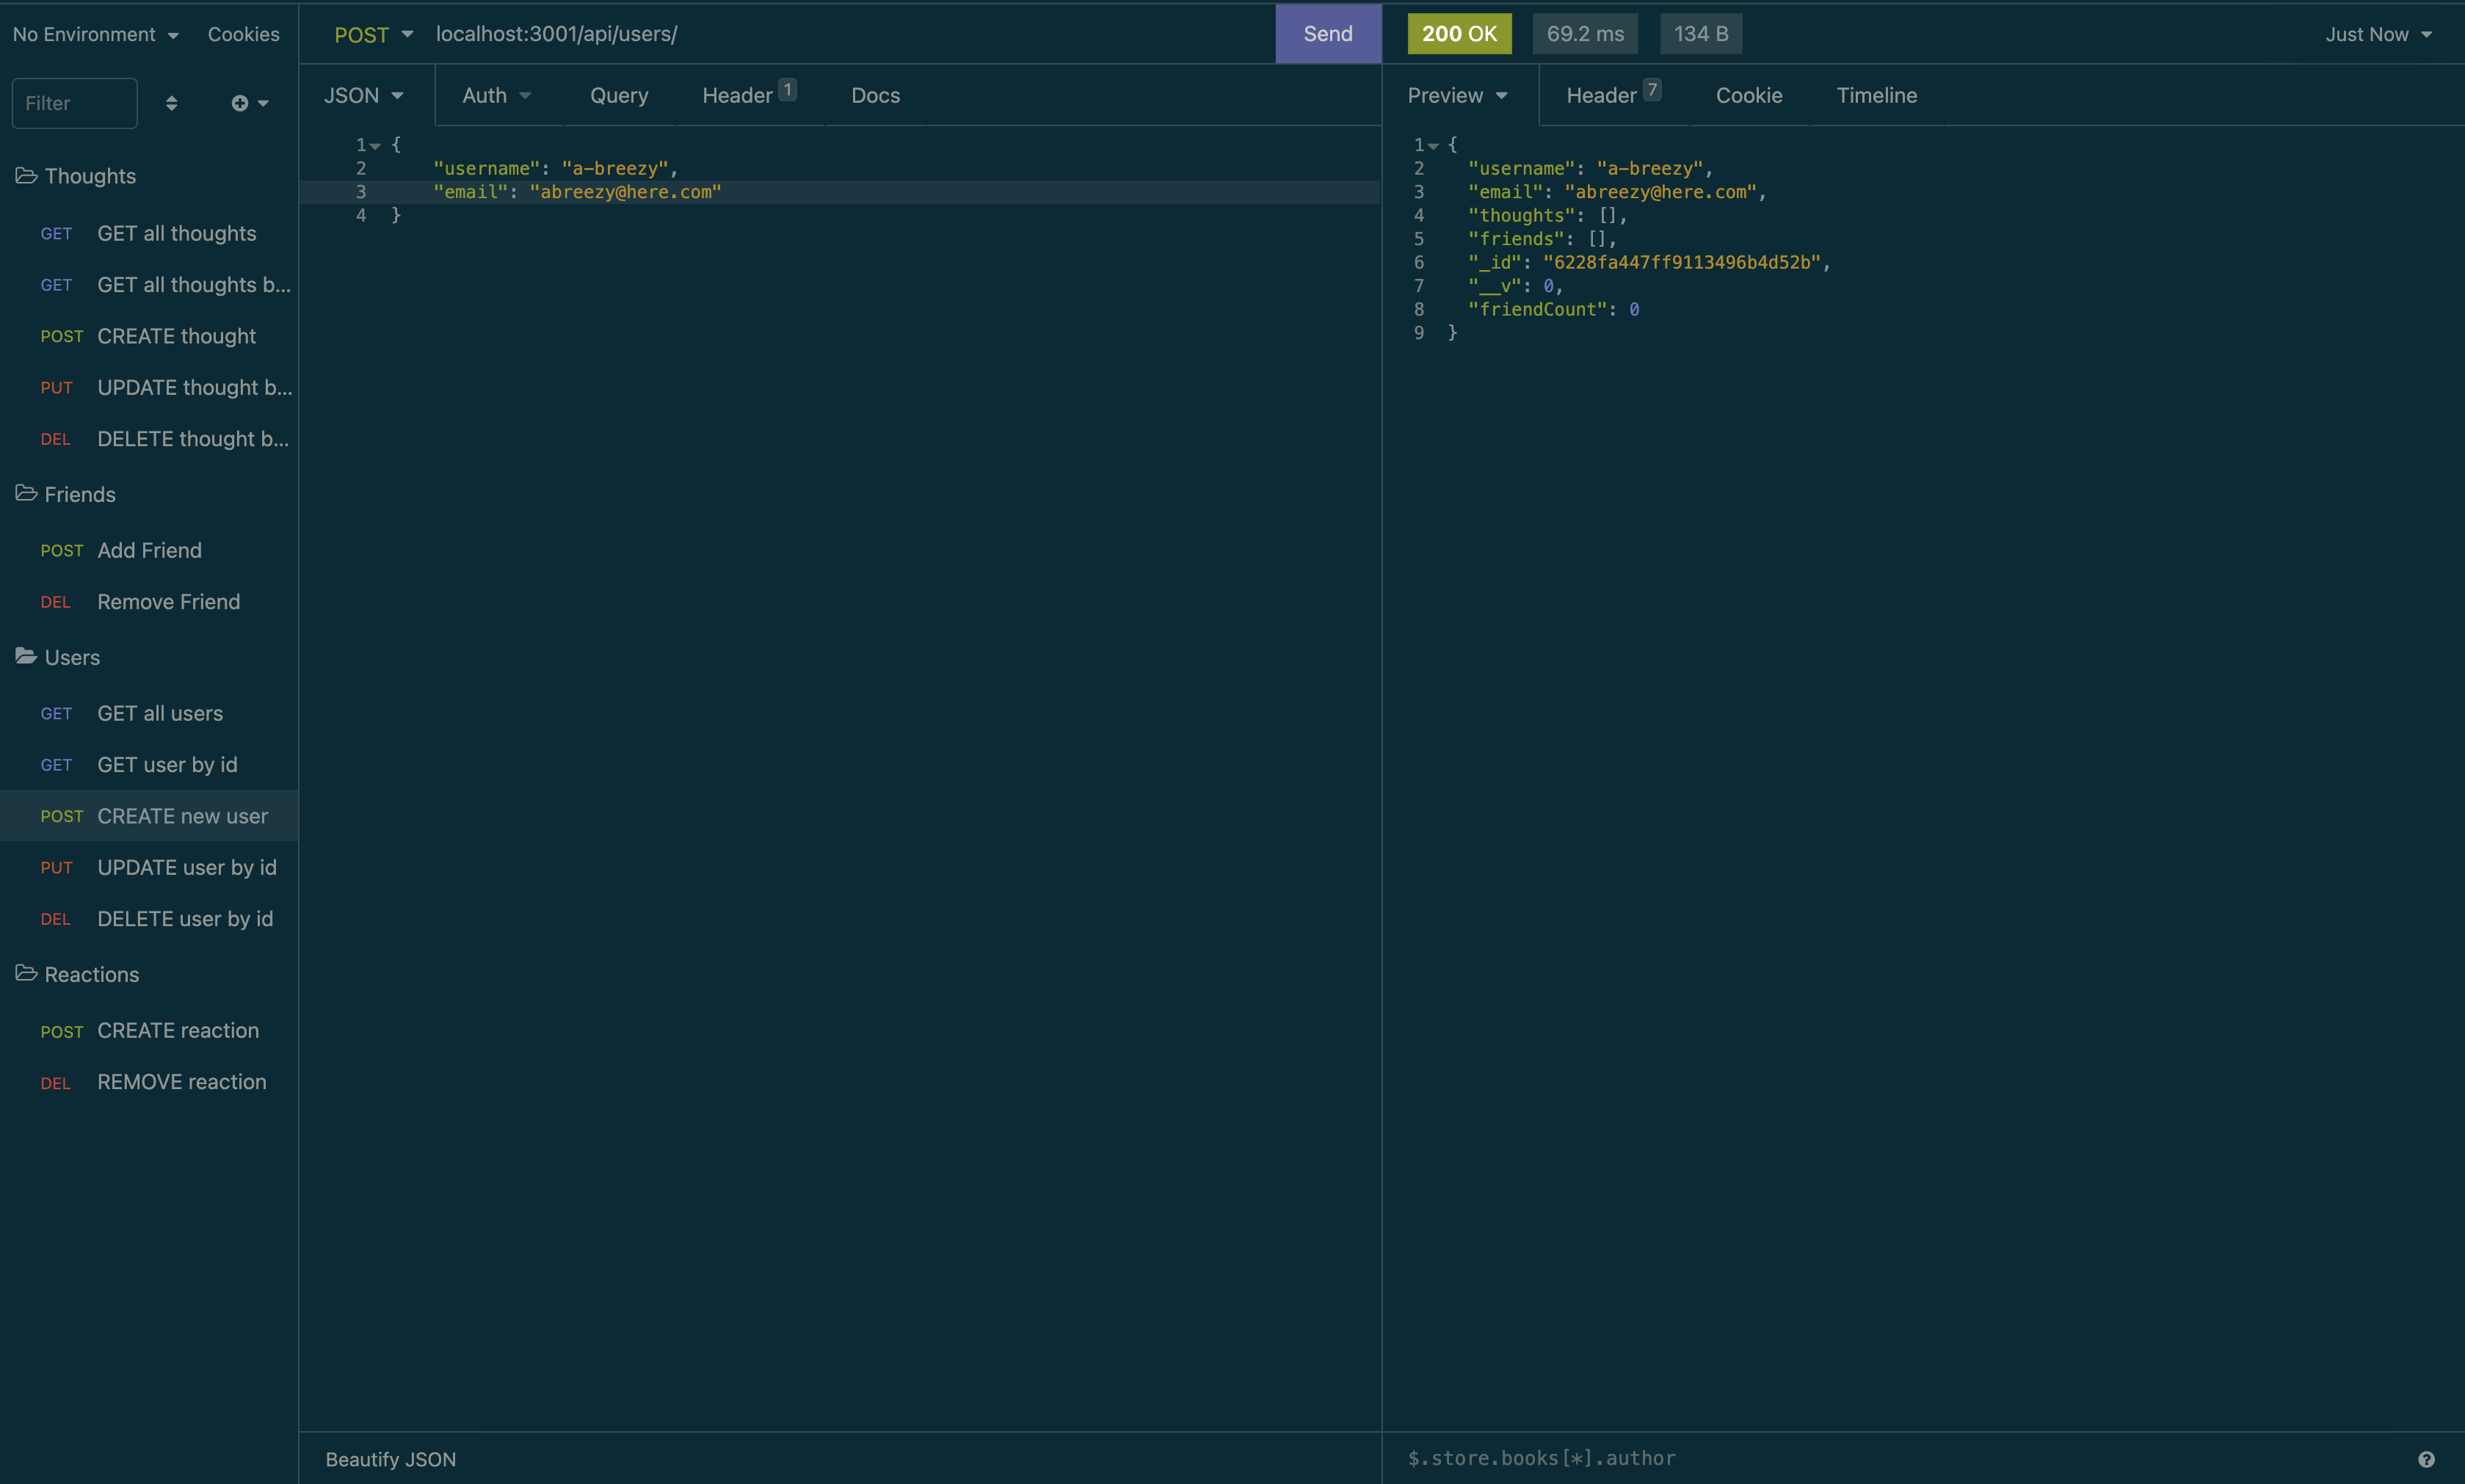 No Environment Cookies
Filter
Thoughts
GET GET all thoughts
GET GET all thoughts b...
POST CREATE thought
PUT UPDATE thought b...
DEL DELETE thought b...
Friends
POST Add Friend
DEL Remove Friend
Users
GET GET all users
GET GET user by id
POST CREATE new user
PUT UPDATE user by id
DEL DELETE user by id
Reactions
POST CREATE reaction
DEL REMOVE reaction
POST localhost:3001/api/users/ Send
JSON Auth Query Header 1 Docs
1 {
2 "username": "a-breezy",
3 "email": "abreezy@here.com"
4 }
Beautify JSON
200 OK 69.2 ms 134 B Just Now
Preview Header 7 Cookie Timeline
1 {
2 "username": "a-breezy",
3 "email": "abreezy@here.com",
4 "thoughts": [],
5 "friends": [],
6 "_id": "6228fa447ff9113496b4d52b",
7 "__v": 0,
8 "friendCount": 0
9 }
$.store.books[*].author ?